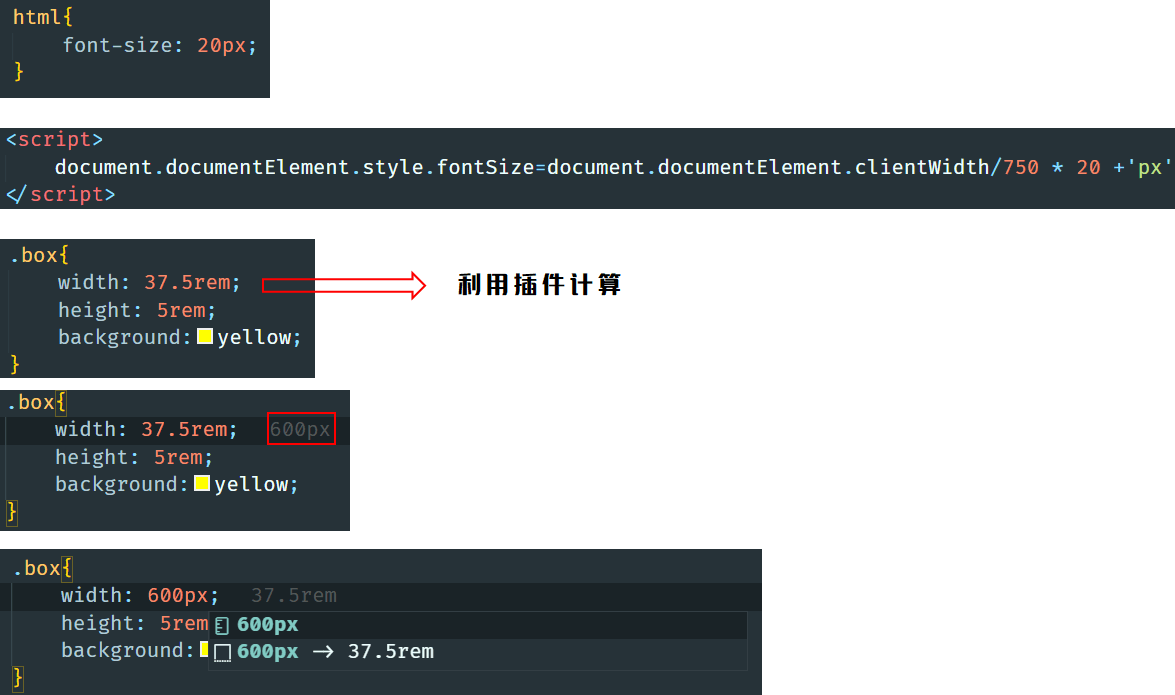 html{
font-size: 20px;
}
<script>
document.documentElement.style.fontSize=document.documentElement.clientWidth/750 * 20 +'px'
</script>
.box{
width: 37.5rem;
利用插件计算
height: 5rem;
background: yellow;
}
.box{
width: 37.5rem; 600px
height: 5rem;
background: yellow;
}
.box{
width: 600px; 37.5rem
height: 5rem
600px
background:
600px → 37.5rem
}